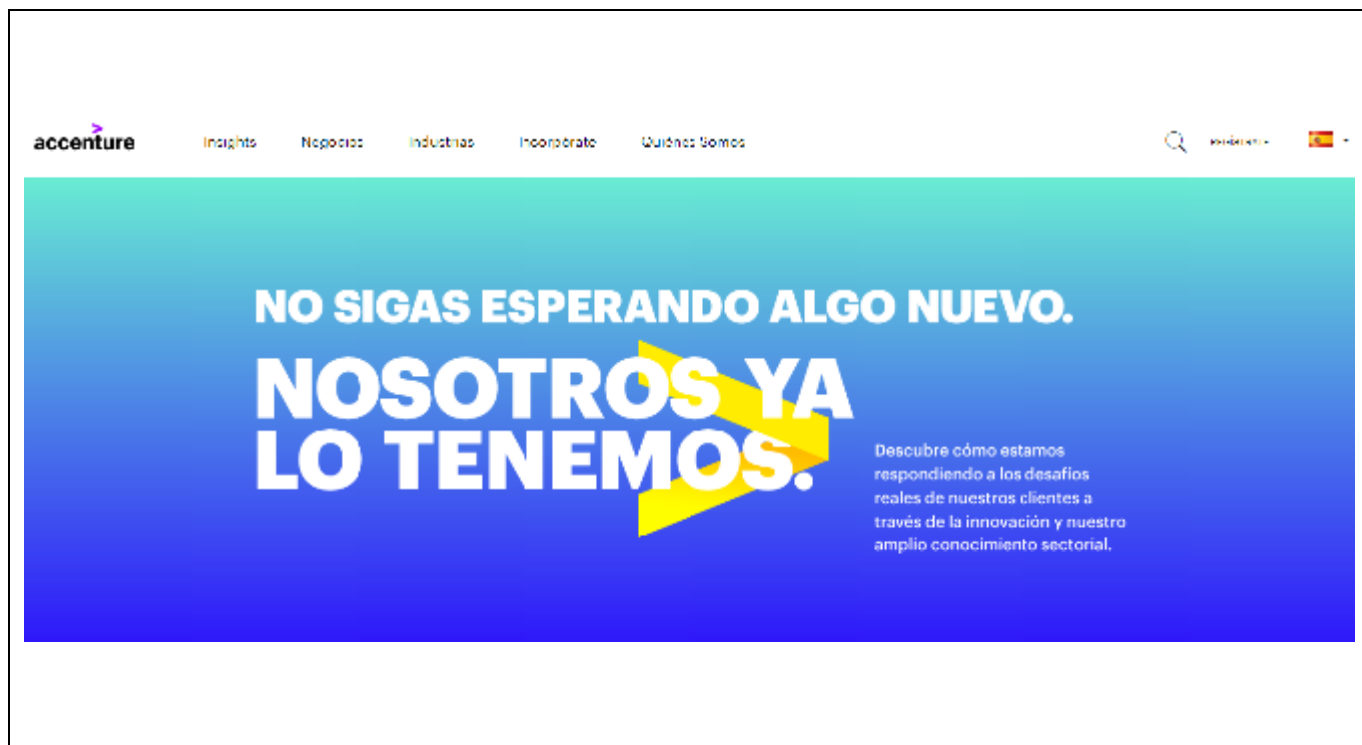 accenture Insights Negocios Industrias Incorpórate Quiénes Somos
NO SIGAS ESPERANDO ALGO NUEVO.
NOSOTROS YA
LO TENEMOS.
Descubre cómo estamos
respondiendo a los desafíos
reales de nuestros clientes a
través de la innovación y nuestro
amplio conocimiento sectorial.